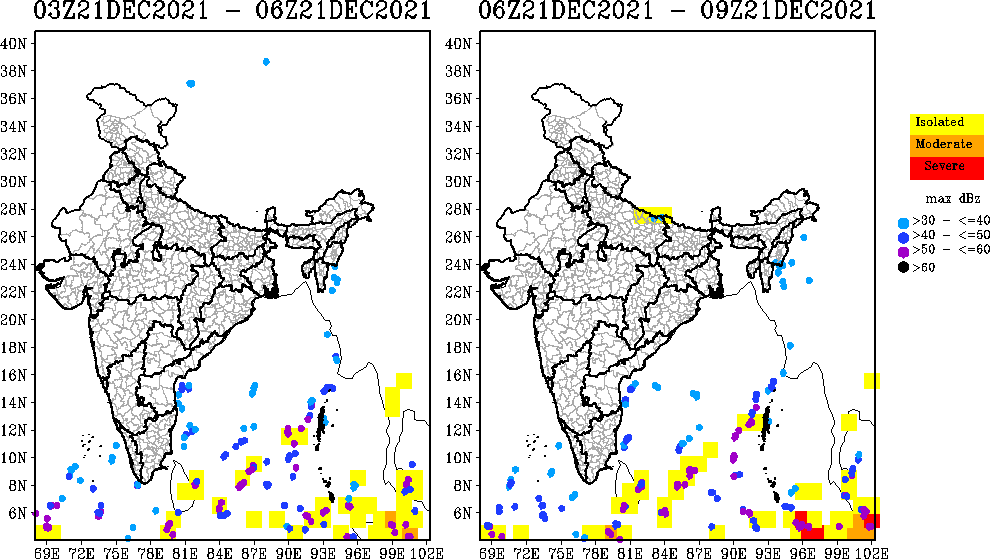 03Z21DEC2021 – 06Z21DEC2021
06Z21DEC2021 – 09Z21DEC2021
40N
38N
36N
34N
32N
30N
28N
26N
24N
22N
20N
18N
16N
14N
12N
10N
8N
6N
69E 72E 75E 78E 81E 84E 87E 90E 93E 96E 99E 102E
40N
38N
36N
34N
32N
30N
28N
26N
24N
22N
20N
18N
16N
14N
12N
10N
8N
6N
69E 72E 75E 78E 81E 84E 87E 90E 93E 96E 99E 102E
Isolated
Moderate
Severe
max dBz
>30 – <=40
>40 – <=50
>50 – <=60
>60